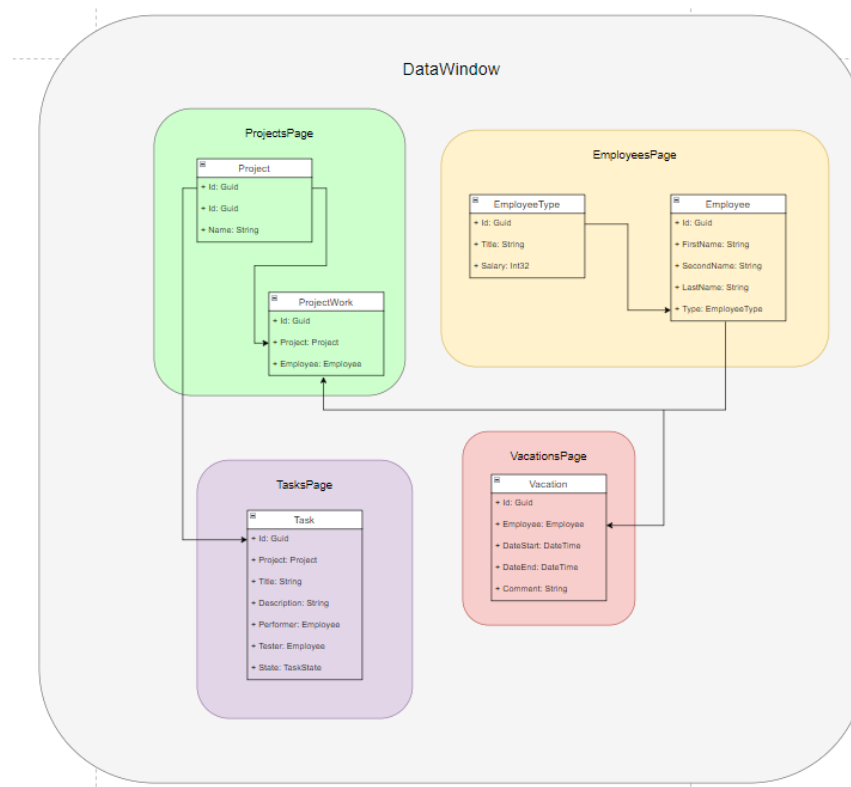 DataWindow
ProjectsPage
Project
+ Id: Guid
+ Id: Guid
+ Name: String
ProjectWork
+ Id: Guid
+ Project: Project
+ Employee: Employee
EmployeesPage
EmployeeType
+ Id: Guid
+ Title: String
+ Salary: Int32
Employee
+ Id: Guid
+ FirstName: String
+ SecondName: String
+ LastName: String
+ Type: EmployeeType
TasksPage
Task
+ Id: Guid
+ Project: Project
+ Title: String
+ Description: String
+ Performer: Employee
+ Tester: Employee
+ State: TaskState
VacationsPage
Vacation
+ Id: Guid
+ Employee: Employee
+ DateStart: DateTime
+ DateEnd: DateTime
+ Comment: String